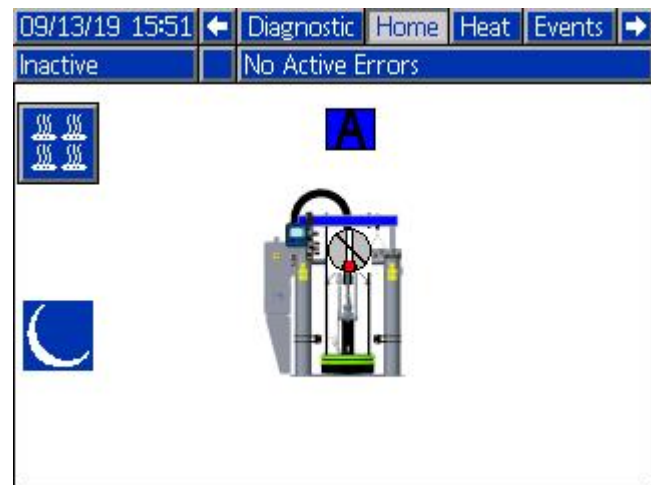 09/13/19 15:51 Diagnostic Home Heat Events
Inactive No Active Errors
A